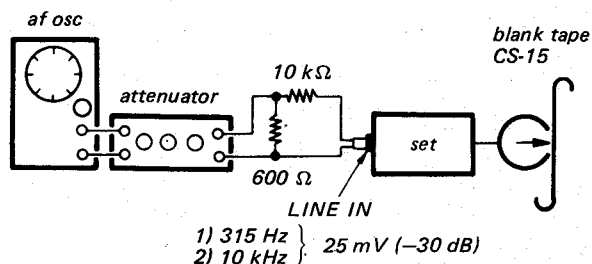 af osc
attenuator
10 kΩ
600 Ω
LINE IN
set
blank tape
CS-15
1) 315 Hz
2) 10 kHz
25 mV (−30 dB)